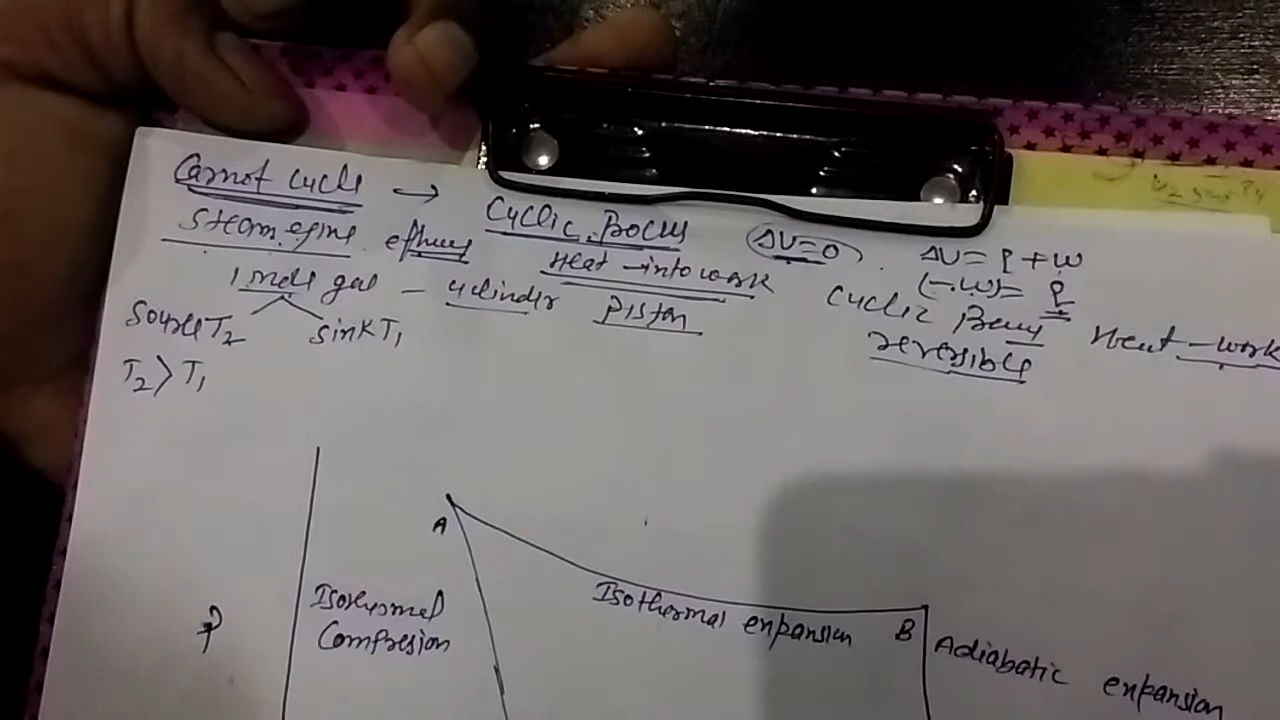 Carnot cycle → Cyclic Process ΔU=0 ΔU = q + w
Steam engine efficiency Heat into work (-w) = q
1 mole gas - cylinder Piston Cyclic Process Heat - work
Source T₂ sink T₁ reversible
T₂ > T₁
A
Isothermal
Compression
Isothermal expansion B
P
Adiabatic expansion